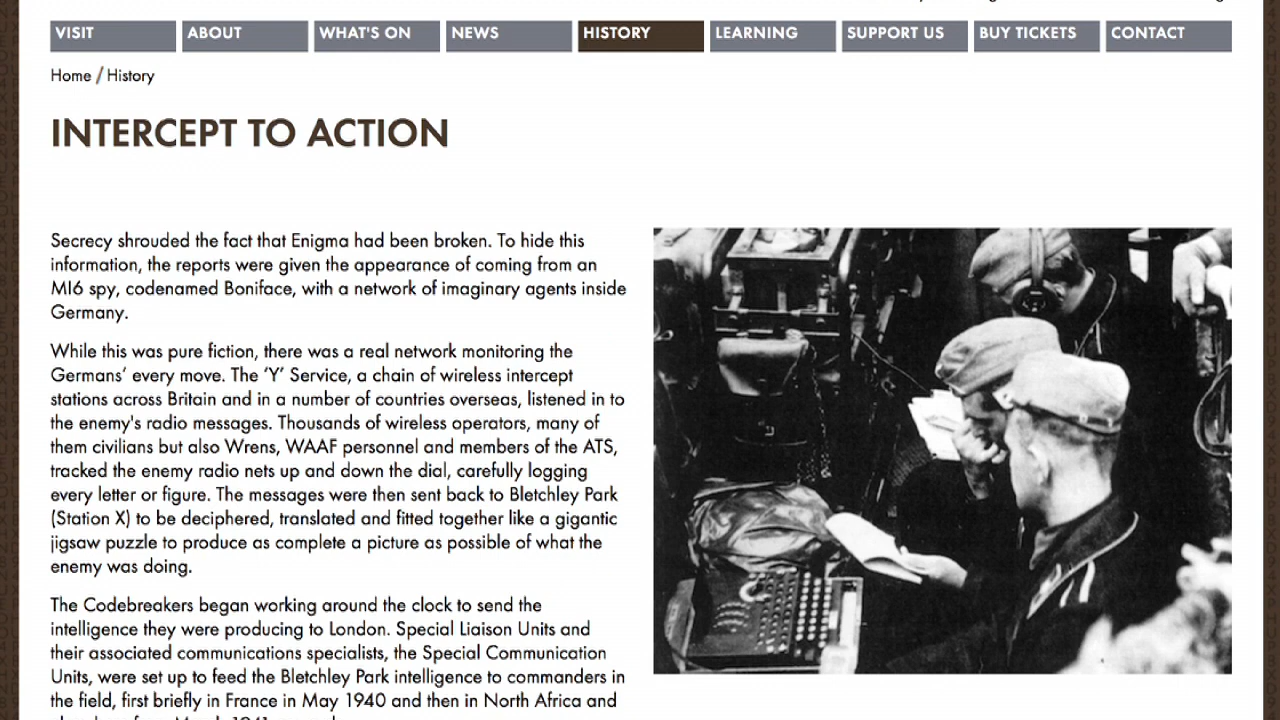 VISIT ABOUT WHAT'S ON NEWS HISTORY LEARNING SUPPORT US BUY TICKETS CONTACT
Home / History
INTERCEPT TO ACTION
Secrecy shrouded the fact that Enigma had been broken. To hide this
information, the reports were given the appearance of coming from an
MI6 spy, codenamed Boniface, with a network of imaginary agents inside
Germany.
While this was pure fiction, there was a real network monitoring the
Germans’ every move. The ‘Y’ Service, a chain of wireless intercept
stations across Britain and in a number of countries overseas, listened in to
the enemy's radio messages. Thousands of wireless operators, many of
them civilians but also Wrens, WAAF personnel and members of the ATS,
tracked the enemy radio nets up and down the dial, carefully logging
every letter or figure. The messages were then sent back to Bletchley Park
(Station X) to be deciphered, translated and fitted together like a gigantic
jigsaw puzzle to produce as complete a picture as possible of what the
enemy was doing.
The Codebreakers began working around the clock to send the
intelligence they were producing to London. Special Liaison Units and
their associated communications specialists, the Special Communication
Units, were set up to feed the Bletchley Park intelligence to commanders in
the field, first briefly in France in May 1940 and then in North Africa and